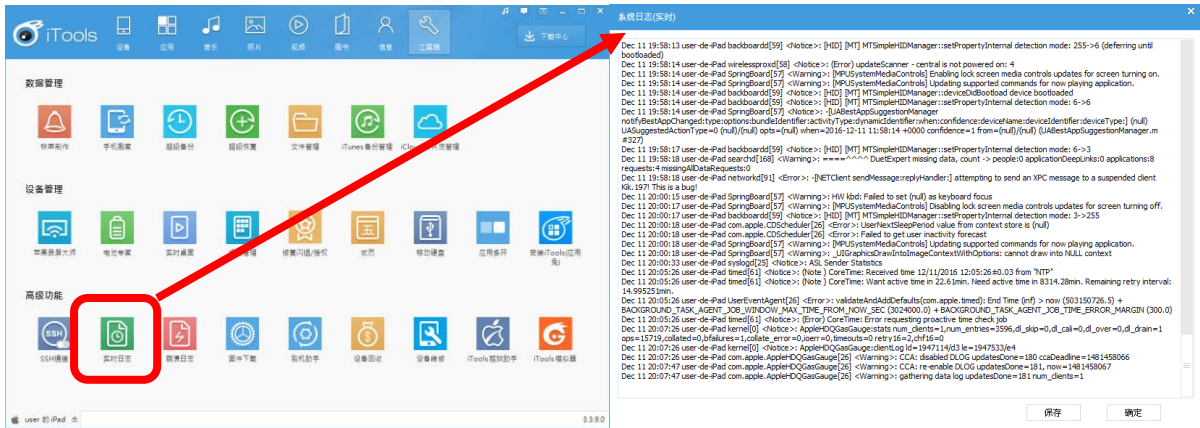 iTools
设备
应用
音乐
照片
视频
图书
信息
工具箱
下载中心
数据管理
铃声制作
手机搬家
超级备份
超级恢复
文件管理
iTunes备份管理
设备管理
苹果录屏大师
电池专家
实时桌面
修复闪退/授权
农历
移动硬盘
应用多开
安装iTools(应用
兔)
高级功能
SSH
SSH通道
实时日志
崩溃日志
固件下载
刷机助手
设备回收
设备维修
iTools越狱助手
iTools模拟器
user 的 iPad
3.3.9.0
系统日志(实时)
Dec 11 19:58:13 user-de-iPad backboardd[59] <Notice>: [HID] [MT] MTSimpleHIDManager::setPropertyInternal detection mode: 255->6 (deferring until
bootloaded)
Dec 11 19:58:14 user-de-iPad wirelessproxd[58] <Notice>: (Error) updateScanner - central is not powered on: 4
Dec 11 19:58:14 user-de-iPad SpringBoard[57] <Warning>: [MPUSystemMediaControls] Enabling lock screen media controls updates for screen turning on.
Dec 11 19:58:14 user-de-iPad SpringBoard[57] <Warning>: [MPUSystemMediaControls] Updating supported commands for now playing application.
Dec 11 19:58:14 user-de-iPad backboardd[59] <Notice>: [HID] [MT] MTSimpleHIDManager::deviceDidBootload device bootloaded
Dec 11 19:58:14 user-de-iPad backboardd[59] <Notice>: [HID] [MT] MTSimpleHIDManager::setPropertyInternal detection mode: 6->6
Dec 11 19:58:14 user-de-iPad SpringBoard[57] <Warning>: -[UABestAppSuggestionManager
notifyBestAppChanged:type:options:bundleIdentifier:activityType:dynamicIdentifier:when:confidence:deviceName:deviceIdentifier:deviceType:] (null)
UASuggestedActionType=0 (null)/(null) opts=(null) when=2016-12-11 11:58:14 +0000 confidence=1 from=(null)/(null) (UABestAppSuggestionManager.m
#327)
Dec 11 19:58:17 user-de-iPad backboardd[59] <Notice>: [HID] [MT] MTSimpleHIDManager::setPropertyInternal detection mode: 6->3
Dec 11 19:58:18 user-de-iPad searchd[168] <Warning>: ====^^^^ DuetExpert missing data, count -> people:0 applicationDeepLinks:0 applications:8
requests:4 missingAllDataRequests:0
Dec 11 19:58:18 user-de-iPad networkd[91] <Error>: -[NETClient sendMessage:replyHandler:] attempting to send an XPC message to a suspended client
Kik.197! This is a bug!
Dec 11 20:00:15 user-de-iPad SpringBoard[57] <Warning>: HW kbd: Failed to set (null) as keyboard focus
Dec 11 20:00:17 user-de-iPad SpringBoard[57] <Warning>: [MPUSystemMediaControls] Disabling lock screen media controls updates for screen turning off.
Dec 11 20:00:17 user-de-iPad backboardd[59] <Notice>: [HID] [MT] MTSimpleHIDManager::setPropertyInternal detection mode: 3->255
Dec 11 20:00:18 user-de-iPad com.apple.CDScheduler[26] <Error>: UserNextSleepPeriod value from context store is (null)
Dec 11 20:00:18 user-de-iPad com.apple.CDScheduler[26] <Error>: Failed to get user inactivity forecast
Dec 11 20:00:18 user-de-iPad SpringBoard[57] <Warning>: [MPUSystemMediaControls] Updating supported commands for now playing application.
Dec 11 20:00:18 user-de-iPad SpringBoard[57] <Warning>: _UIGraphicsDrawIntoImageContextWithOptions: cannot draw into NULL context
Dec 11 20:00:33 user-de-iPad syslogd[25] <Notice>: ASL Sender Statistics
Dec 11 20:05:26 user-de-iPad timed[61] <Notice>: (Note ) CoreTime: Received time 12/11/2016 12:05:26±0.03 from "NTP"
Dec 11 20:05:26 user-de-iPad timed[61] <Notice>: (Note ) CoreTime: Want active time in 22.61min. Need active time in 8314.28min. Remaining retry interval:
14.995251min.
Dec 11 20:05:26 user-de-iPad UserEventAgent[26] <Error>: validateAndAddDefaults(com.apple.timed): End Time (nf) > now (503150726.5) +
BACKGROUND_TASK_AGENT_JOB_WINDOW_MAX_TIME_FROM_NOW_SEC (3024000.0) + BACKGROUND_TASK_AGENT_JOB_TIME_ERROR_MARGIN (300.0)
Dec 11 20:05:26 user-de-iPad timed[61] <Notice>: (Error) CoreTime: Error requesting proactive time check job
Dec 11 20:07:26 user-de-iPad kernel[0] <Notice>: AppleHDQGasGauge:stats num_clients=1,num_entries=3596,dl_skip=0,dl_cali=0,dl_over=0,dl_drain=1
ops=15719,collated=0,bfailures=1,collate_error=0,ioerr=0,timeouts=0 retry16=2,chf16=0
Dec 11 20:07:26 user-de-iPad kernel[0] <Notice>: AppleHDQGasGauge:clientLog ld=1947114/d3 le=1947533/e4
Dec 11 20:07:47 user-de-iPad com.apple.AppleHDQGasGauge[26] <Warning>: CCA: disabled DLOG updatesDone=180 ccaDeadline=1481458066
Dec 11 20:07:47 user-de-iPad com.apple.AppleHDQGasGauge[26] <Warning>: CCA: re-enable DLOG updatesDone=181, now=1481458067
Dec 11 20:07:47 user-de-iPad com.apple.AppleHDQGasGauge[26] <Warning>: gathering data log updatesDone=181 num_clients=1
保存
确定